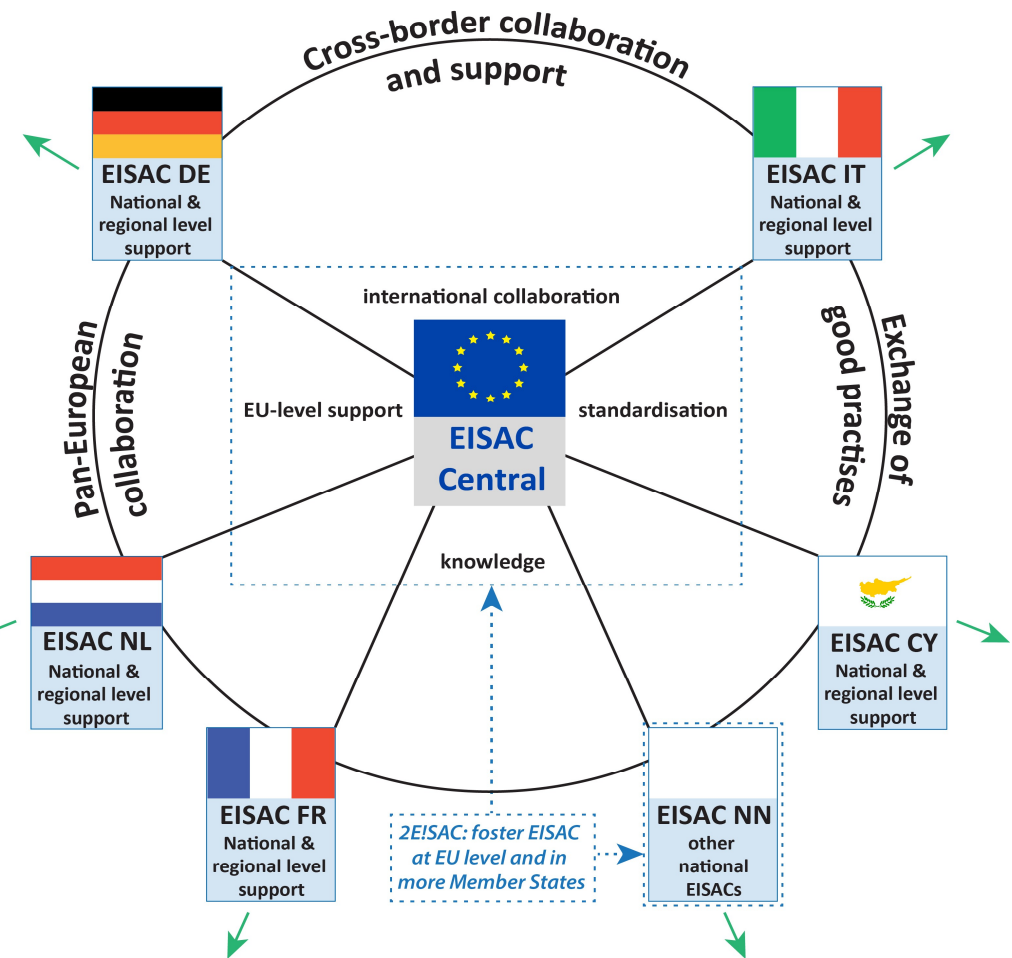 Cross-border collaboration
and support
EISAC DE
National &
regional level
support
EISAC IT
National &
regional level
support
international collaboration
EU-level support
EISAC
Central
standardisation
knowledge
Pan-European
collaboration
Exchange of
good practises
EISAC NL
National &
regional level
support
EISAC CY
National &
regional level
support
EISAC FR
National &
regional level
support
2E!SAC: foster EISAC
at EU level and in
more Member States
EISAC NN
other
national
EISACs